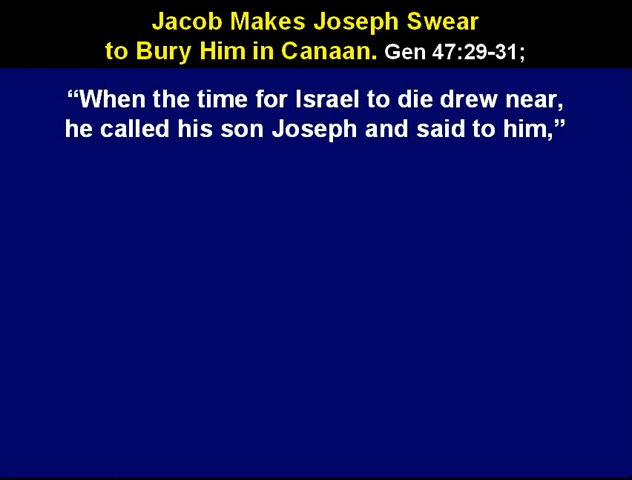 Jacob Makes Joseph Swear
to Bury Him in Canaan. Gen 47:29-31;
“When the time for Israel to die drew near,
he called his son Joseph and said to him,”